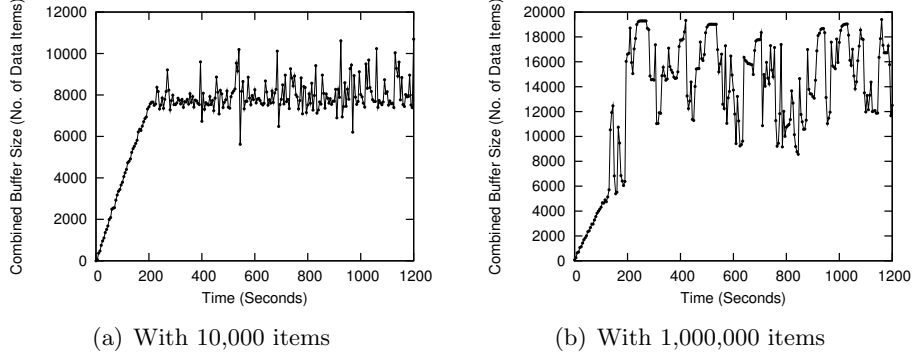 12000
10000
8000
6000
4000
2000
0
0 200 400 600 800 1000 1200
Combined Buffer Size (No. of Data Items)
Time (Seconds)
(a) With 10,000 items
20000
18000
16000
14000
12000
10000
8000
6000
4000
2000
0
0 200 400 600 800 1000 1200
Combined Buffer Size (No. of Data Items)
Time (Seconds)
(b) With 1,000,000 items